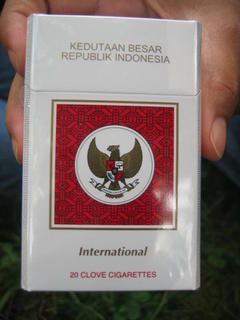 KEDUTAAN BESAR
REPUBLIK INDONESIA
International
20 CLOVE CIGARETTES